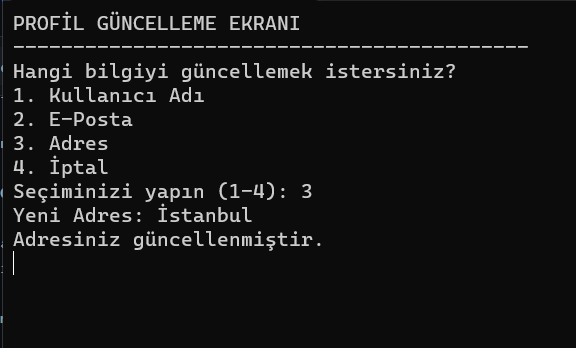 PROFİL GÜNCELLEME EKRANI
-------------------------------------------
Hangi bilgiyi güncellemek istersiniz?
1. Kullanıcı Adı
2. E-Posta
3. Adres
4. İptal
Seçiminizi yapın (1-4): 3
Yeni Adres: İstanbul
Adresiniz güncellenmiştir.